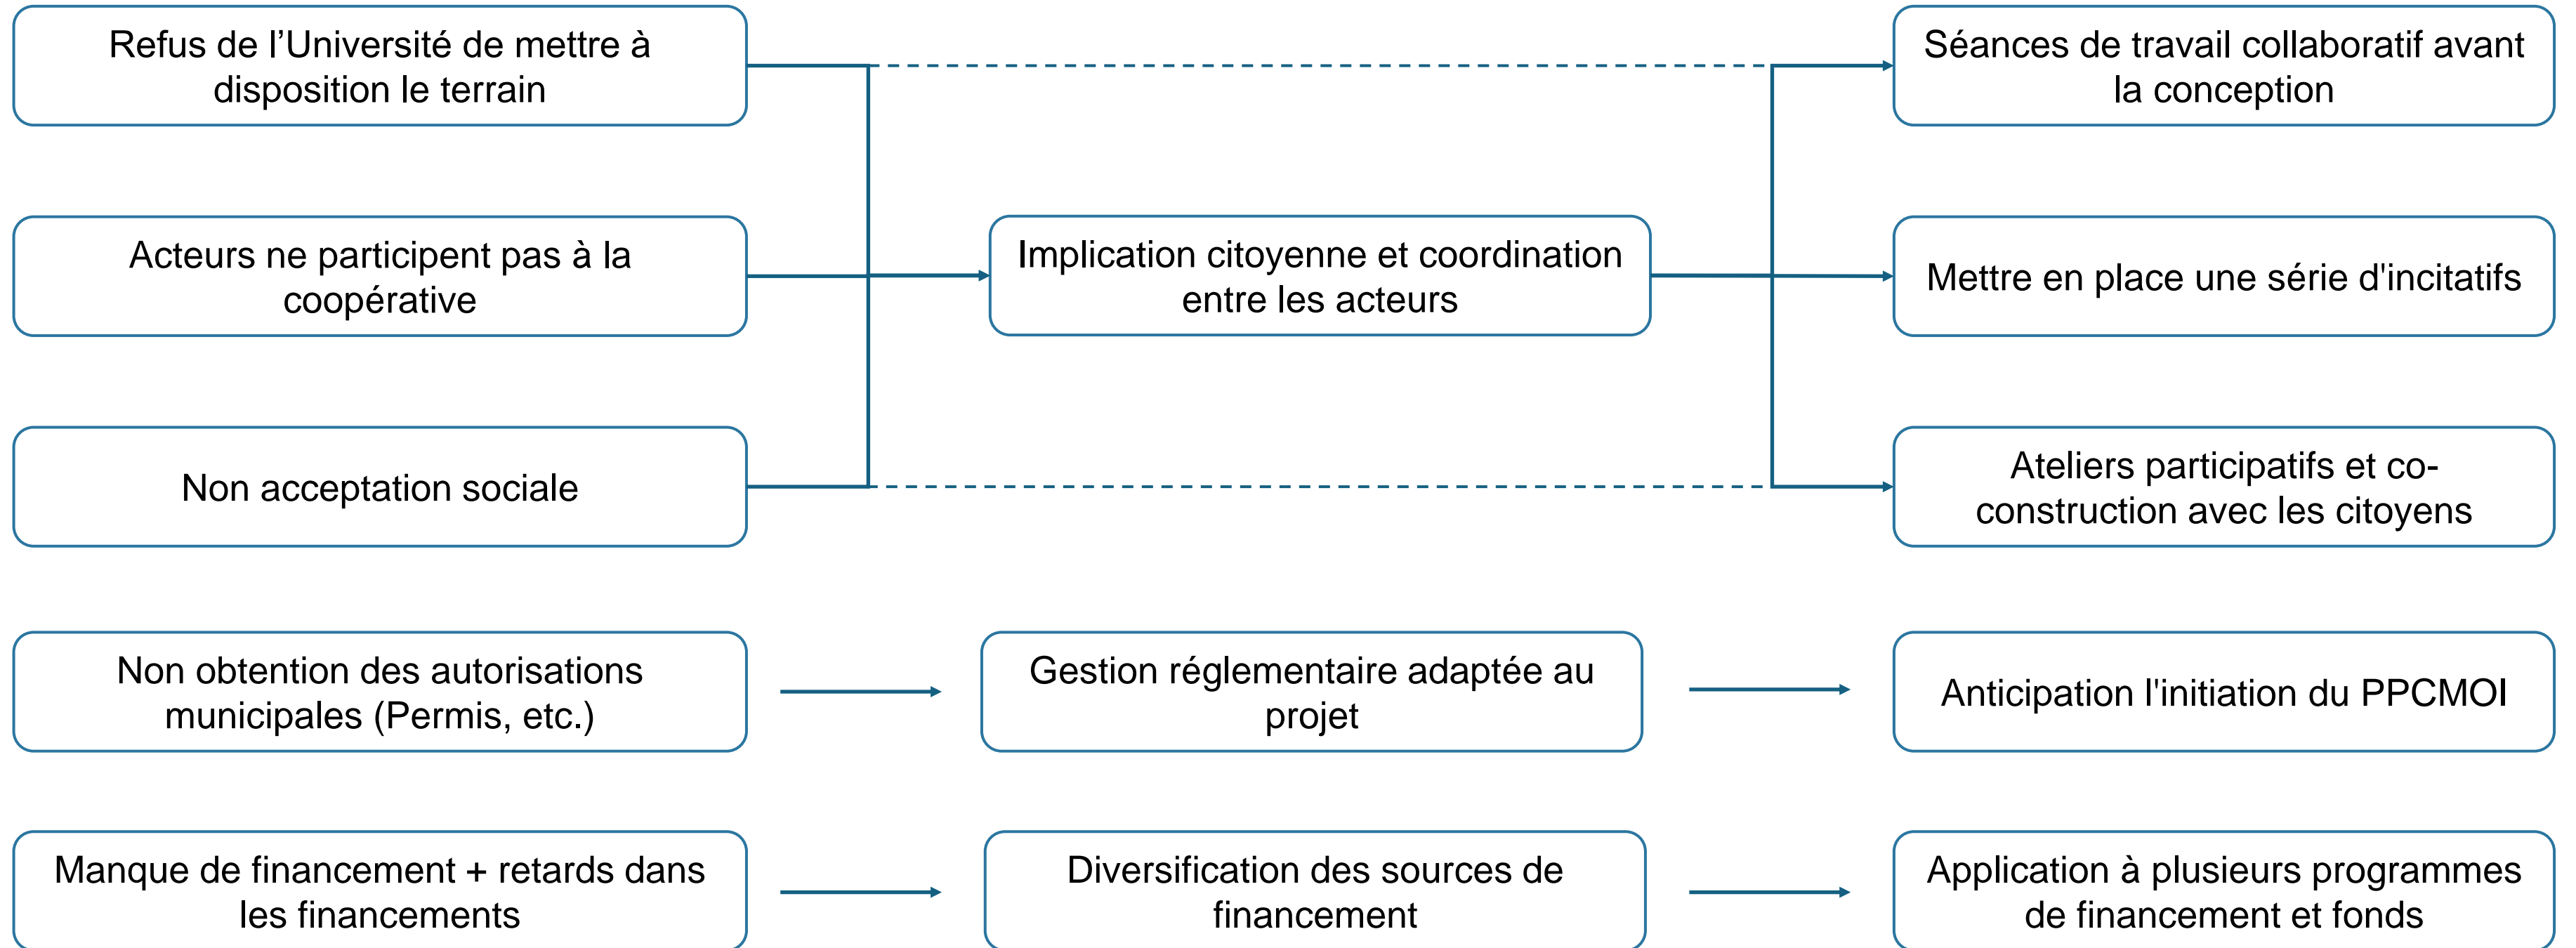 Refus de l’Université de mettre à
disposition le terrain
Séances de travail collaboratif avant
la conception
Acteurs ne participent pas à la
coopérative
Implication citoyenne et coordination
entre les acteurs
Mettre en place une série d'incitatifs
Non acceptation sociale
Ateliers participatifs et co-
construction avec les citoyens
Non obtention des autorisations
municipales (Permis, etc.)
Gestion réglementaire adaptée au
projet
Anticipation l'initiation du PPCMOI
Manque de financement + retards dans
les financements
Diversification des sources de
financement
Application à plusieurs programmes
de financement et fonds